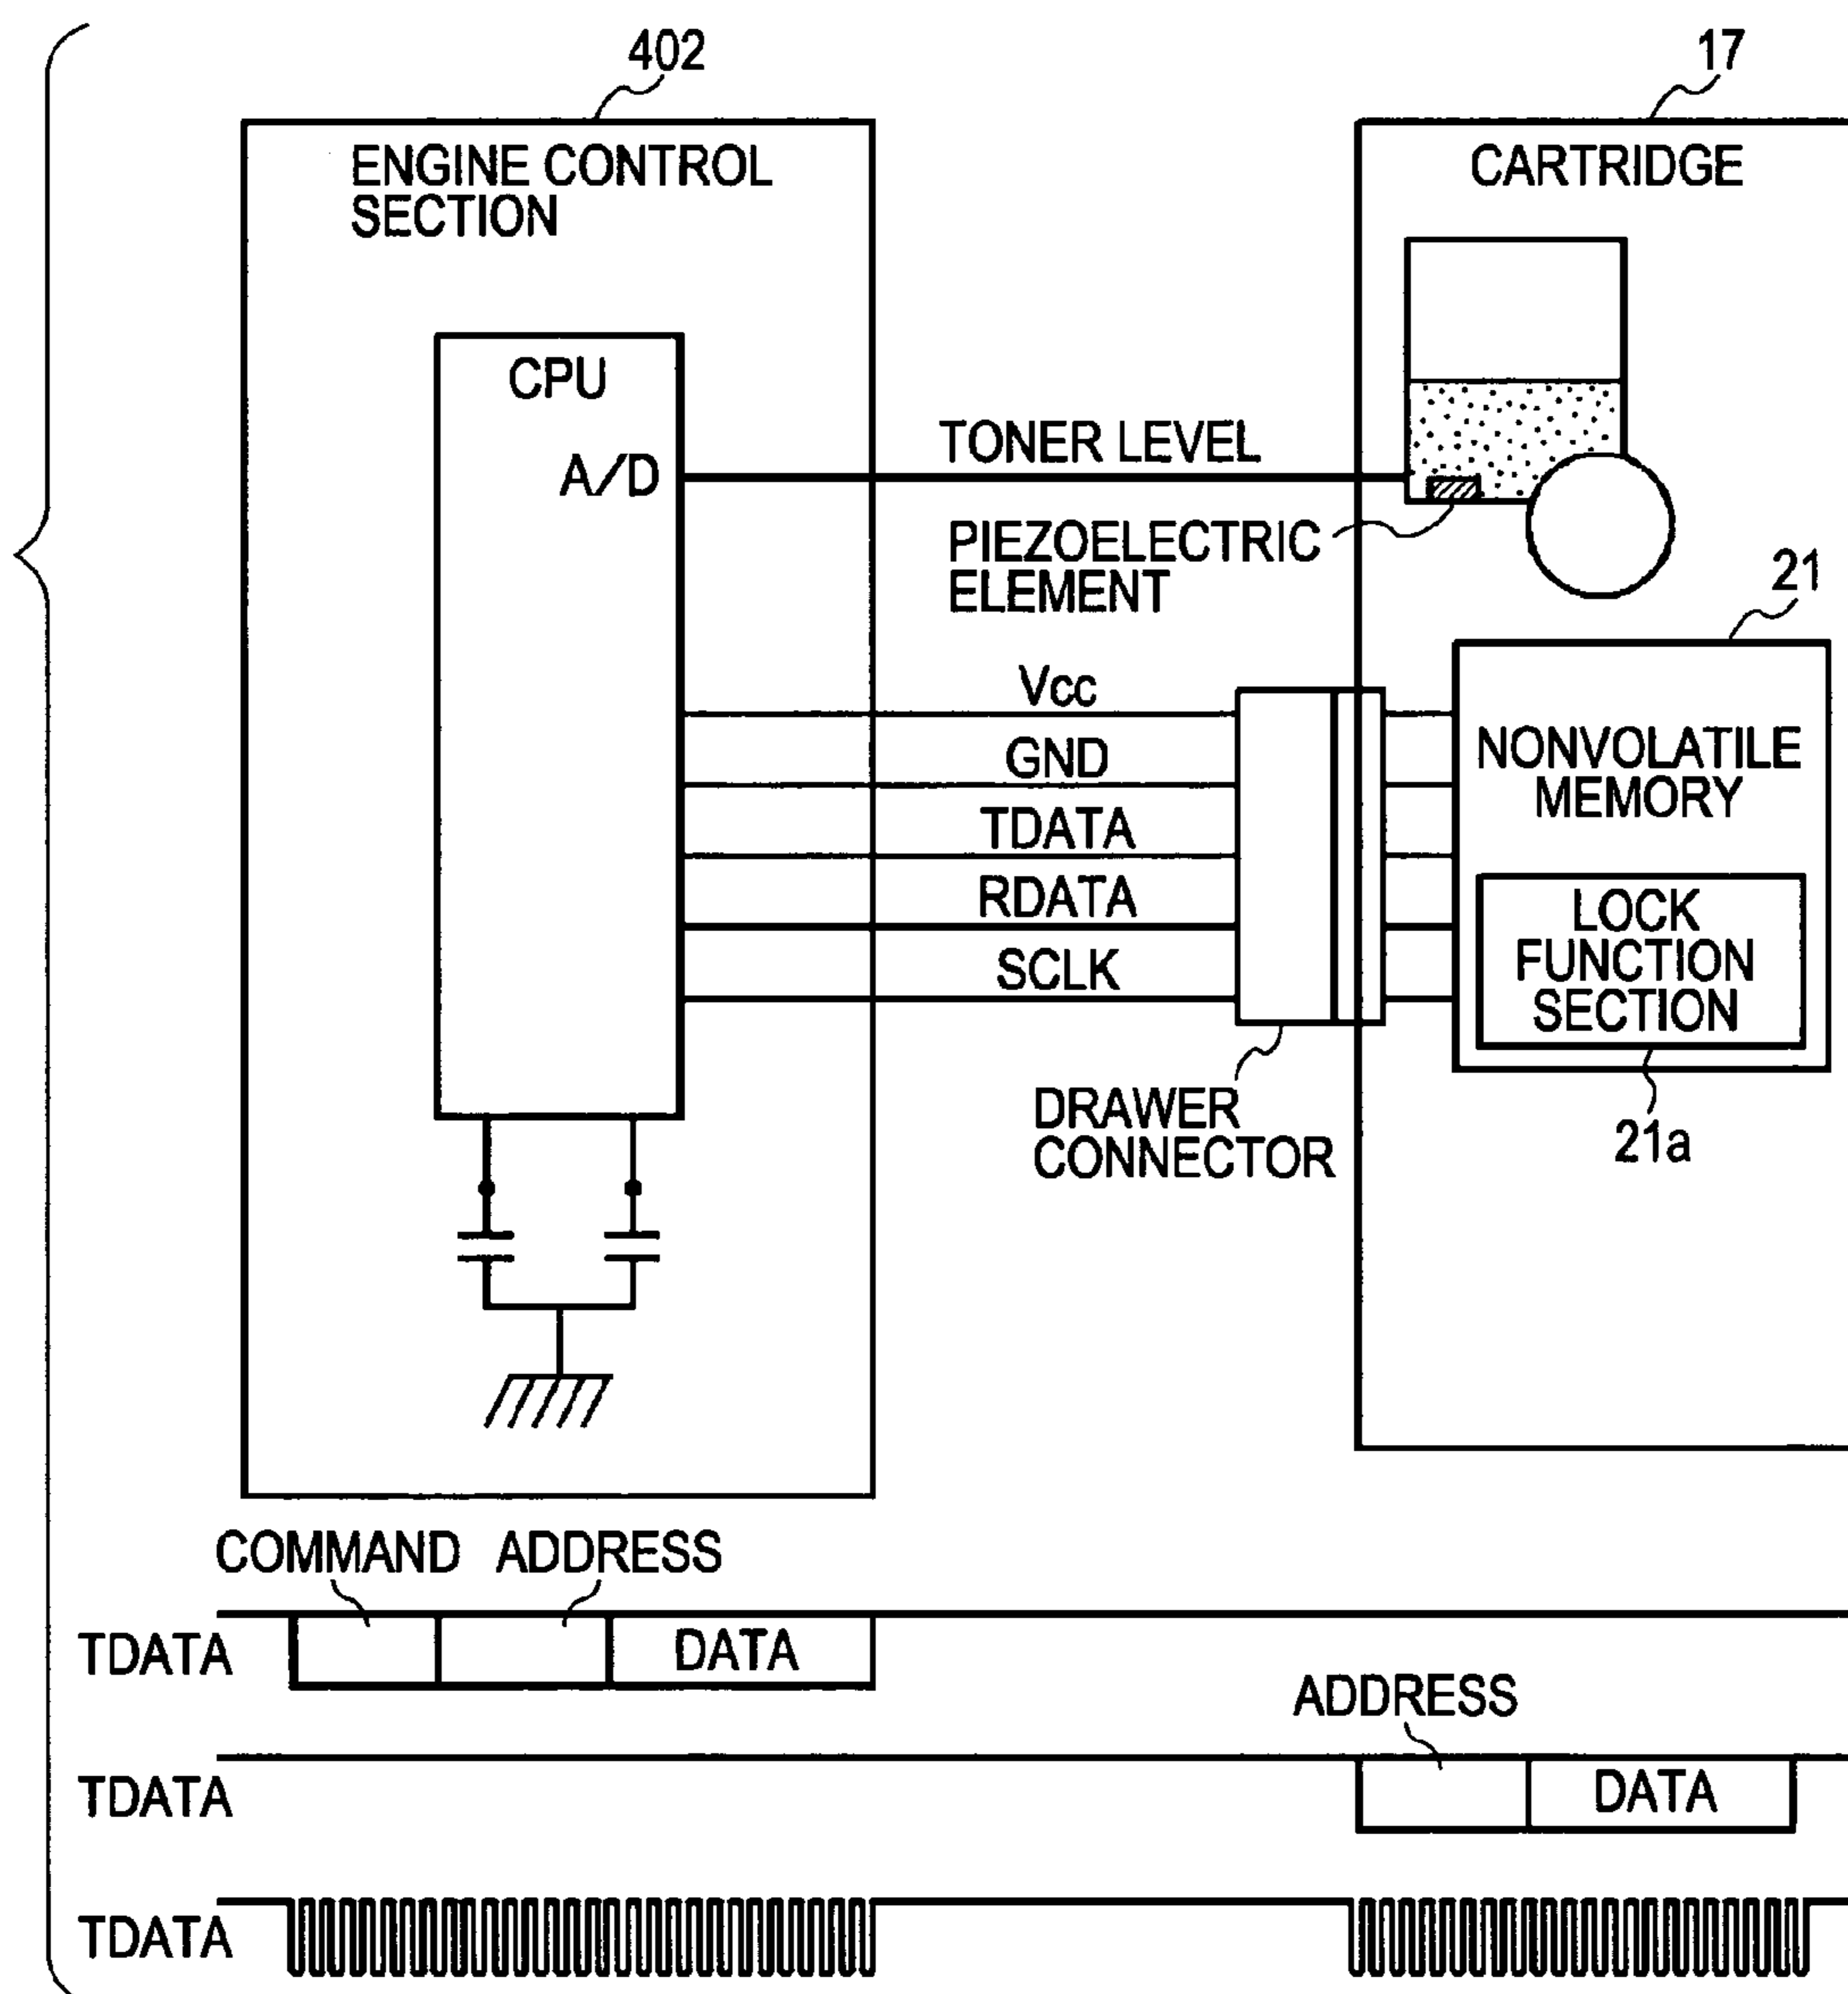 402
17
ENGINE CONTROL
SECTION
CARTRIDGE
CPU
A/D
TONER LEVEL
PIEZOELECTRIC
ELEMENT
21
Vcc
GND
TDATA
RDATA
SCLK
NONVOLATILE
MEMORY
LOCK
FUNCTION
SECTION
DRAWER
CONNECTOR
21a
COMMAND ADDRESS
TDATA
DATA
ADDRESS
TDATA
DATA
TDATA